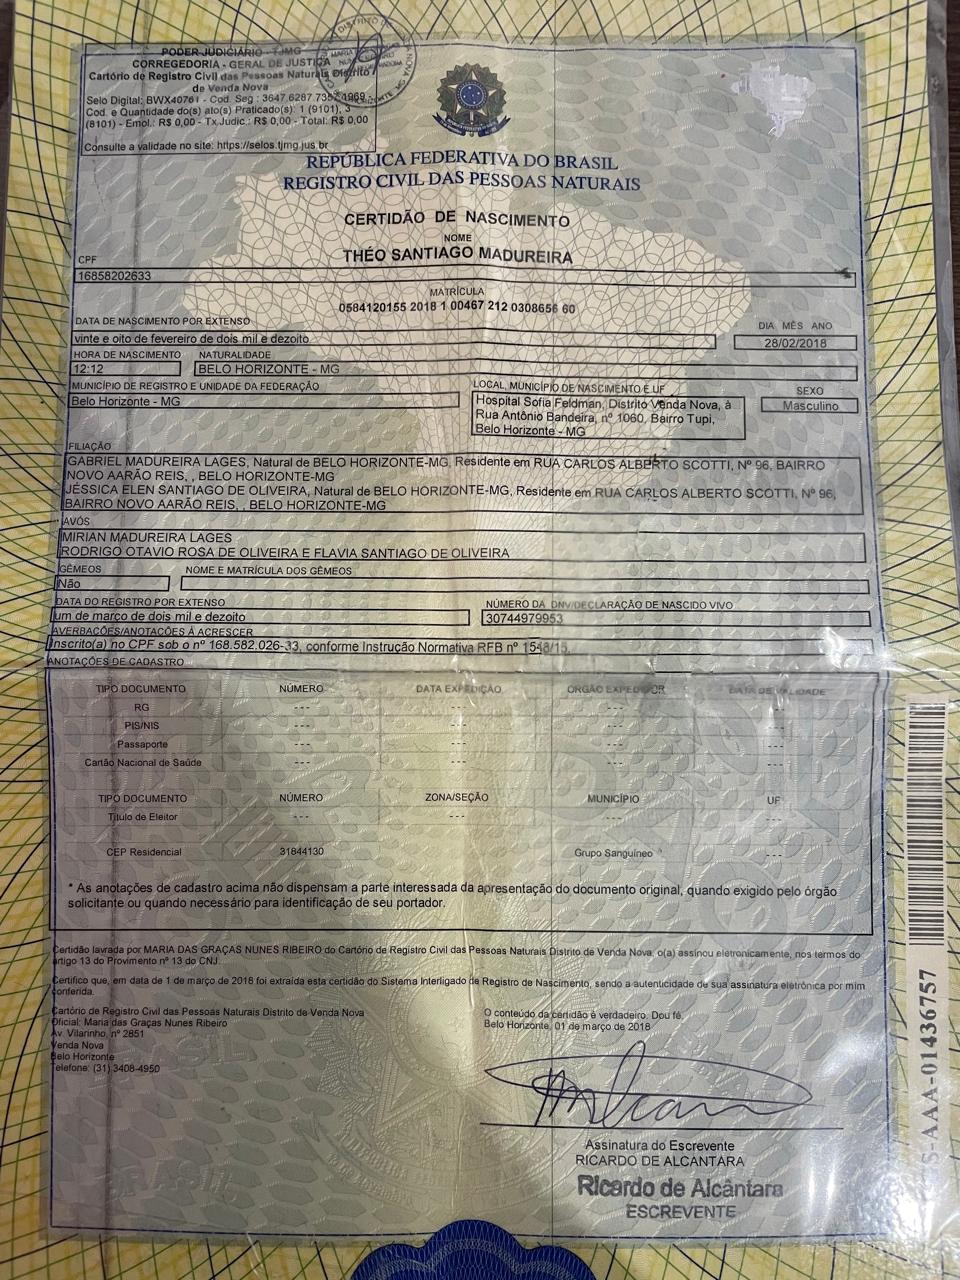 PODER JUDICIÁRIO - TJMG
CORREGEDORIA - GERAL DE JUSTIÇA
Cartório de Registro Civil das Pessoas Naturais Distrito
de Venda Nova
Selo Digital: BWX40761 - Cod. Seg : 3647.6287.7352.4969
Cod. e Quantidade do(s) ato(s) Praticado(s): 1 (9101), 3
(8101) - Emol.: R$ 0,00 - Tx.Judic.: R$ 0,00 - Total: R$ 0,00
Consulte a validade no site: https://selos.tjmg.jus.br
REPÚBLICA FEDERATIVA DO BRASIL
REGISTRO CIVIL DAS PESSOAS NATURAIS
CERTIDÃO DE NASCIMENTO
NOME
THÉO SANTIAGO MADUREIRA
CPF
16858202633
MATRÍCULA
0584120155 2018 1 00467 212 0308656 60
DATA DE NASCIMENTO POR EXTENSO
DIA MÊS ANO
vinte e oito de fevereiro de dois mil e dezoito
28/02/2018
HORA DE NASCIMENTO NATURALIDADE
12:12 BELO HORIZONTE - MG
MUNICÍPIO DE REGISTRO E UNIDADE DA FEDERAÇÃO
LOCAL, MUNICÍPIO DE NASCIMENTO E UF
SEXO
Belo Horizonte - MG
Hospital Sofia Feldman, Distrito Venda Nova, à
Rua Antônio Bandeira, nº 1060, Bairro Tupi,
Belo Horizonte - MG
Masculino
FILIAÇÃO
GABRIEL MADUREIRA LAGES, Natural de BELO HORIZONTE-MG, Residente em RUA CARLOS ALBERTO SCOTTI, Nº 96, BAIRRO
NOVO AARÃO REIS, , BELO HORIZONTE-MG
JÉSSICA ELEN SANTIAGO DE OLIVEIRA, Natural de BELO HORIZONTE-MG, Residente em RUA CARLOS ALBERTO SCOTTI, Nº 96,
BAIRRO NOVO AARÃO REIS, , BELO HORIZONTE-MG
AVÓS
MIRIAN MADUREIRA LAGES
RODRIGO OTAVIO ROSA DE OLIVEIRA E FLAVIA SANTIAGO DE OLIVEIRA
GÊMEOS NOME E MATRÍCULA DOS GÊMEOS
Não
DATA DO REGISTRO POR EXTENSO
NÚMERO DA DNV/DECLARAÇÃO DE NASCIDO VIVO
um de março de dois mil e dezoito
30744979953
AVERBAÇÕES/ANOTAÇÕES À ACRESCER
Inscrito(a) no CPF sob o nº 168.582.026-33, conforme Instrução Normativa RFB nº 1548/15.
ANOTAÇÕES DE CADASTRO
TIPO DOCUMENTO NÚMERO DATA EXPEDIÇÃO ORGÃO EXPEDIDOR DATA DE VALIDADE
RG --- --- --- ---
PIS/NIS --- --- --- ---
Passaporte --- --- --- ---
Cartão Nacional de Saúde --- --- --- ---
TIPO DOCUMENTO NÚMERO ZONA/SEÇÃO MUNICÍPIO UF
Título de Eleitor --- --- --- ---
CEP Residencial 31844130 Grupo Sanguíneo ---
* As anotações de cadastro acima não dispensam a parte interessada da apresentação do documento original, quando exigido pelo órgão
solicitante ou quando necessário para identificação de seu portador.
Certidão lavrada por MARIA DAS GRAÇAS NUNES RIBEIRO do Cartório de Registro Civil das Pessoas Naturais Distrito de Venda Nova, o(a) assinou eletronicamente, nos termos do
artigo 13 do Provimento nº 13 do CNJ.
Certifico que, em data de 1 de março de 2018 foi extraída esta certidão do Sistema Interligado de Registro de Nascimento, sendo a autenticidade de sua assinatura eletrônica por mim
conferida.
Cartório de Registro Civil das Pessoas Naturais Distrito de Venda Nova
Oficial: Maria das Graças Nunes Ribeiro
Av. Vilarinho, nº 2851
Venda Nova
Belo Horizonte
Telefone: (31) 3408-4950
O conteúdo da certidão é verdadeiro. Dou fé.
Belo Horizonte, 01 de março de 2018
Assinatura do Escrevente
RICARDO DE ALCANTARA
Ricardo de Alcântara
ESCREVENTE
S-AAA-01436757